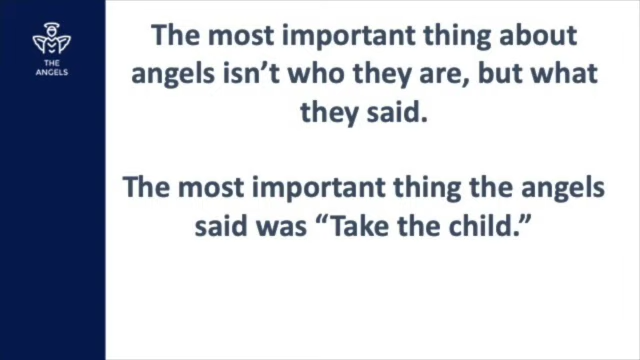 THE
ANGELS
The most important thing about
angels isn’t who they are, but what
they said.
The most important thing the angels
said was “Take the child.”